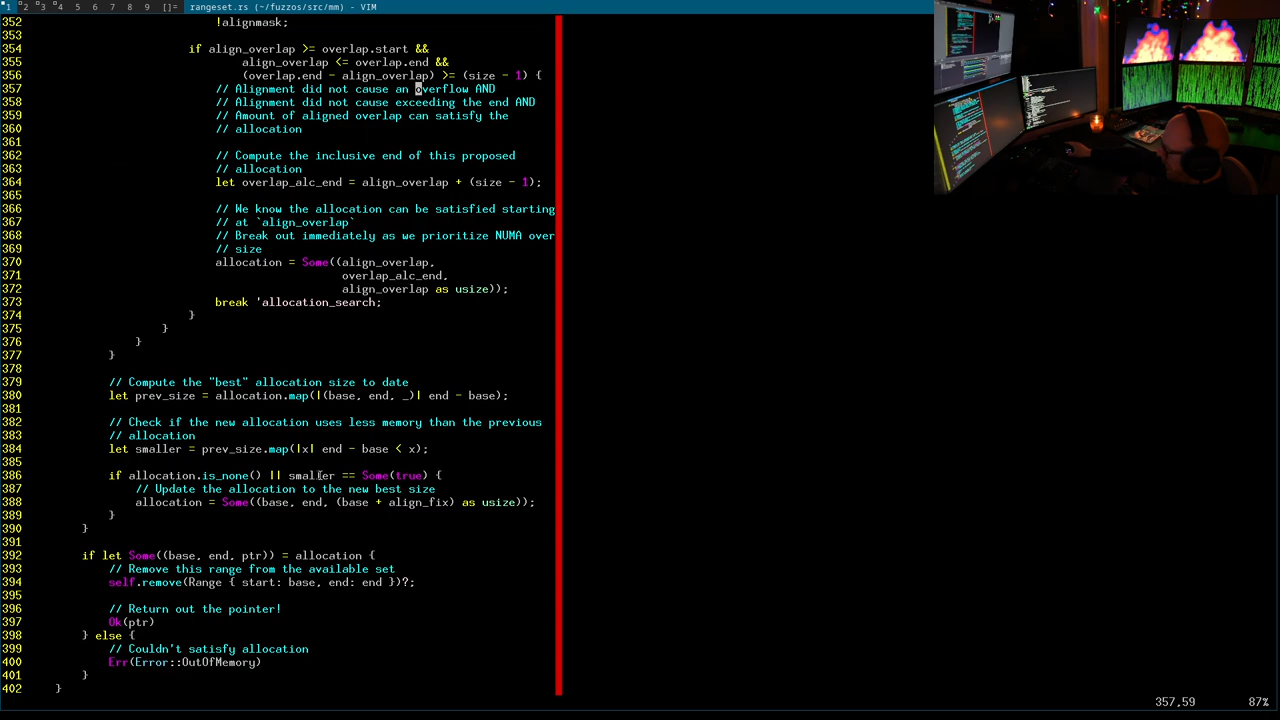 1 2 3 4 5 6 7 8 9 []= rangeset.rs (~/fuzzos/src/mm) - VIM
352 !alignmask;
353
354 if align_overlap >= overlap.start &&
355 align_overlap <= overlap.end &&
356 (overlap.end - align_overlap) >= (size - 1) {
357 // Alignment did not cause an overflow AND
358 // Alignment did not cause exceeding the end AND
359 // Amount of aligned overlap can satisfy the
360 // allocation
361
362 // Compute the inclusive end of this proposed
363 // allocation
364 let overlap_alc_end = align_overlap + (size - 1);
365
366 // We know the allocation can be satisfied starting
367 // at `align_overlap`
368 // Break out immediately as we prioritize NUMA over
369 // size
370 allocation = Some((align_overlap,
371 overlap_alc_end,
372 align_overlap as usize));
373 break 'allocation_search;
374 }
375 }
376 }
377 }
378
379 // Compute the "best" allocation size to date
380 let prev_size = allocation.map(|(base, end, _)| end - base);
381
382 // Check if the new allocation uses less memory than the previous
383 // allocation
384 let smaller = prev_size.map(|x| end - base < x);
385
386 if allocation.is_none() || smaller == Some(true) {
387 // Update the allocation to the new best size
388 allocation = Some((base, end, (base + align_fix) as usize));
389 }
390 }
391
392 if let Some((base, end, ptr)) = allocation {
393 // Remove this range from the available set
394 self.remove(Range { start: base, end: end })?;
395
396 // Return out the pointer!
397 Ok(ptr)
398 } else {
399 // Couldn't satisfy allocation
400 Err(Error::OutOfMemory)
401 }
402 }
357,59 87%